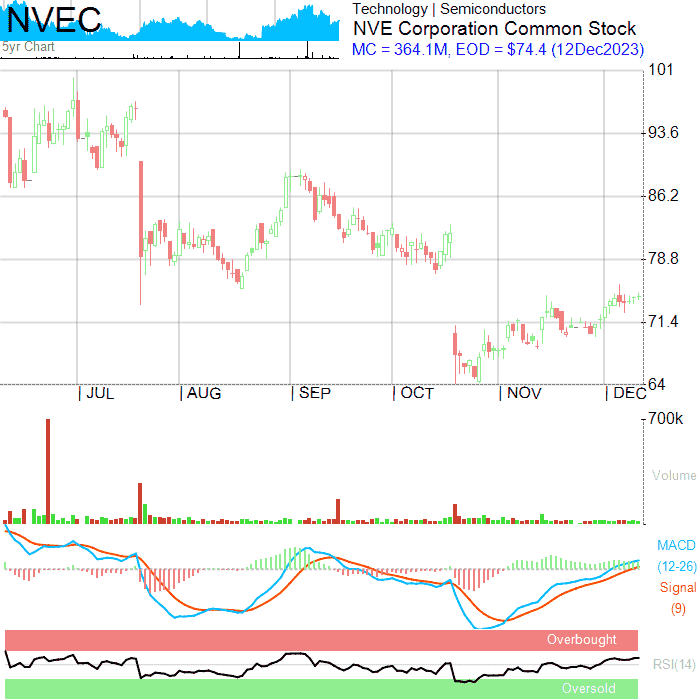 NVEC
5yr Chart
Technology | Semiconductors
NVE Corporation Common Stock
MC = 364.1M, EOD = $74.4 (12Dec2023)
101
93.6
86.2
78.8
71.4
64
| JUL | AUG | SEP | OCT | NOV | DEC
700k
Volume
MACD
(12-26)
Signal
(9)
Overbought
RSI(14)
Oversold